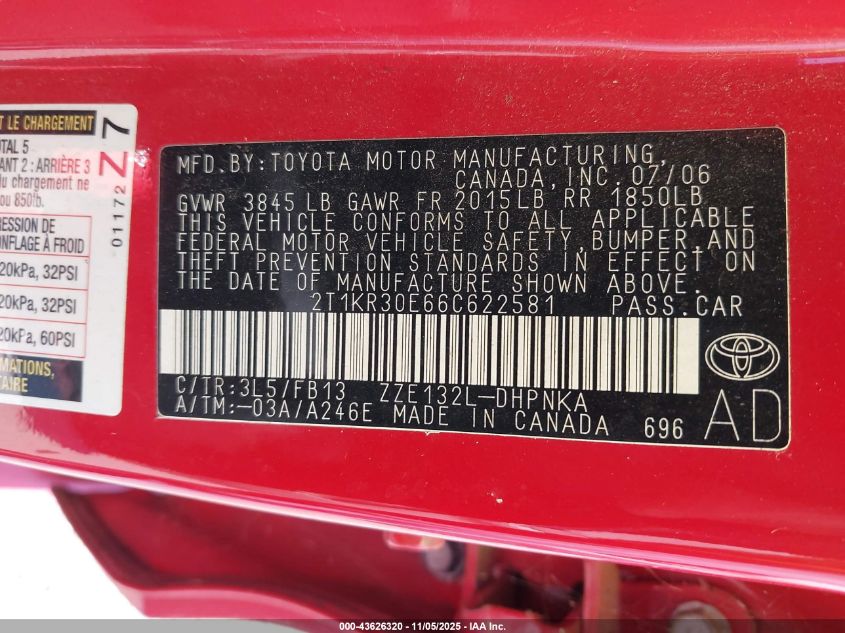 T LE CHARGEMENT
OTAL 5
ANT 2 : ARRIÈRE 3
du chargement ne
ou 850lb.
RESSION DE
ONFLAGE À FROID
20kPa, 32PSI
20kPa, 32PSI
20kPa, 60PSI
MATIONS,
TAIRE
01172Z7
MFD. BY: TOYOTA MOTOR MANUFACTURING,
CANADA, INC. 07/06
GVWR 3845 LB GAWR FR 2015LB RR 1850LB
THIS VEHICLE CONFORMS TO ALL APPLICABLE
FEDERAL MOTOR VEHICLE SAFETY, BUMPER, AND
THEFT PREVENTION STANDARDS IN EFFECT ON
THE DATE OF MANUFACTURE SHOWN ABOVE.
2T1KR30E66C622581 PASS. CAR
C/TR: 3L5/FB13 ZZE132L-DHPNKA
A/TM: -03A/A246E MADE IN CANADA 696
AD
000-43626320 - 11/05/2025 - IAA, Inc.